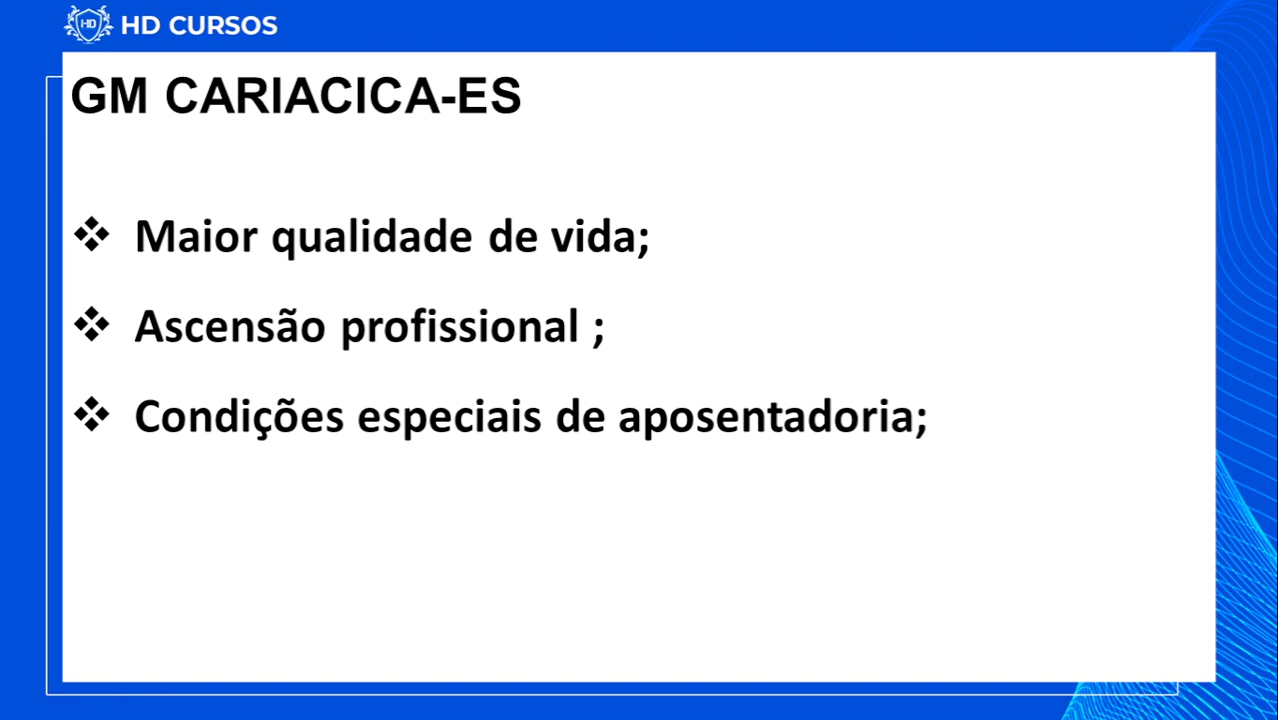 HD CURSOS
GM CARIACICA-ES
❖ Maior qualidade de vida;
❖ Ascensão profissional ;
❖ Condições especiais de aposentadoria;